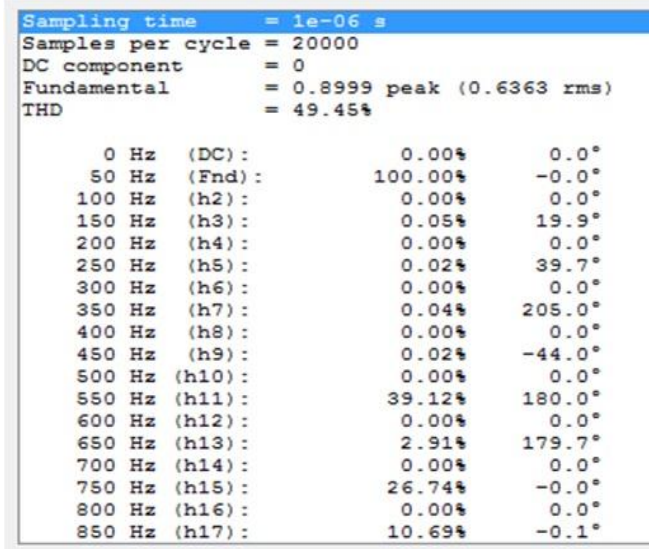 Sampling time = 1e-06 s
Samples per cycle = 20000
DC component = 0
Fundamental = 0.8999 peak (0.6363 rms)
THD = 49.45%
0 Hz (DC): 0.00% 0.0°
50 Hz (Fnd): 100.00% -0.0°
100 Hz (h2): 0.00% 0.0°
150 Hz (h3): 0.05% 19.9°
200 Hz (h4): 0.00% 0.0°
250 Hz (h5): 0.02% 39.7°
300 Hz (h6): 0.00% 0.0°
350 Hz (h7): 0.04% 205.0°
400 Hz (h8): 0.00% 0.0°
450 Hz (h9): 0.02% -44.0°
500 Hz (h10): 0.00% 0.0°
550 Hz (h11): 39.12% 180.0°
600 Hz (h12): 0.00% 0.0°
650 Hz (h13): 2.91% 179.7°
700 Hz (h14): 0.00% 0.0°
750 Hz (h15): 26.74% -0.0°
800 Hz (h16): 0.00% 0.0°
850 Hz (h17): 10.69% -0.1°